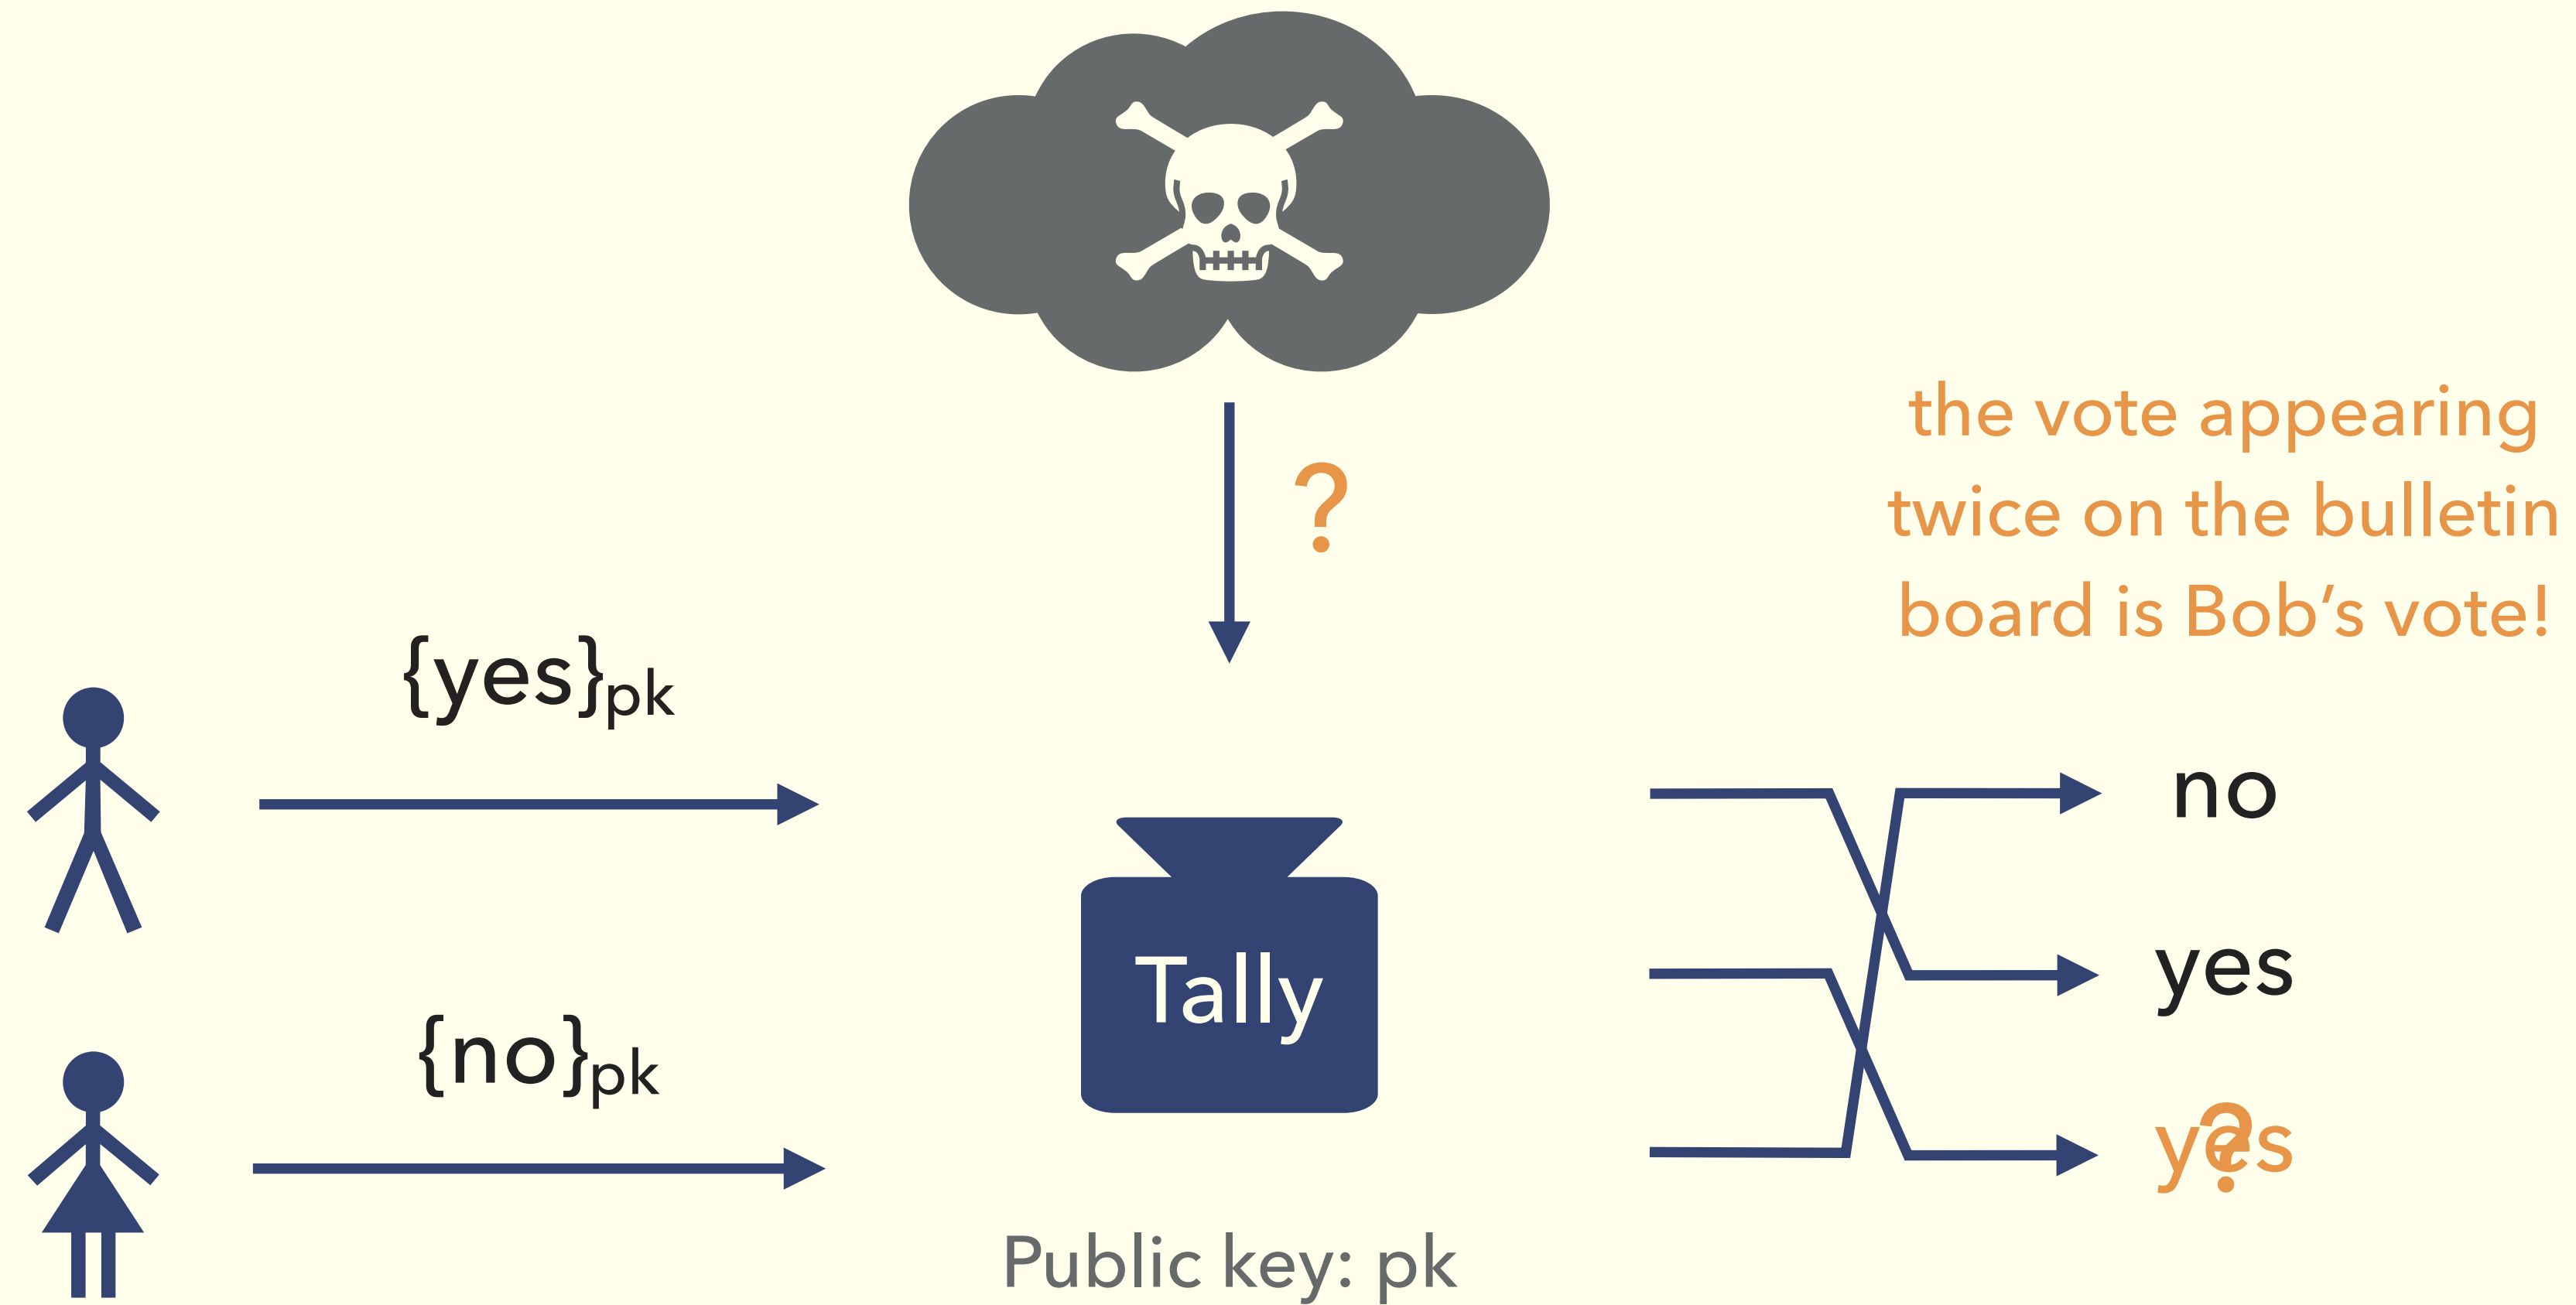 ?
the vote appearing
twice on the bulletin
board is Bob’s vote!
{yes}pk
{no}pk
Tally
no
yes
yes
?
Public key: pk